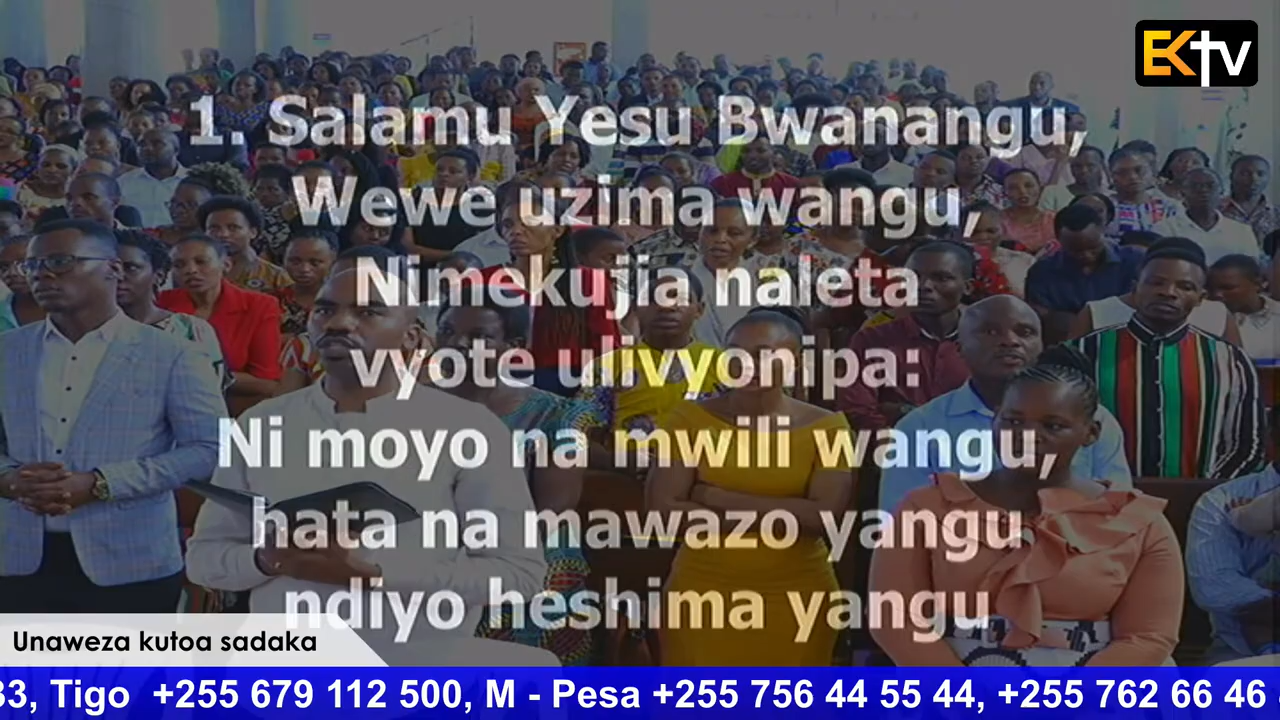 EKTV
1. Salamu Yesu Bwanangu,
Wewe uzima wangu,
Nimekujia naleta
vyote ulivyonipa:
Ni moyo na mwili wangu,
hata na mawazo yangu
ndiyo heshima yangu
Unaweza kutoa sadaka
33, Tigo +255 679 112 500, M - Pesa +255 756 44 55 44, +255 762 66 46